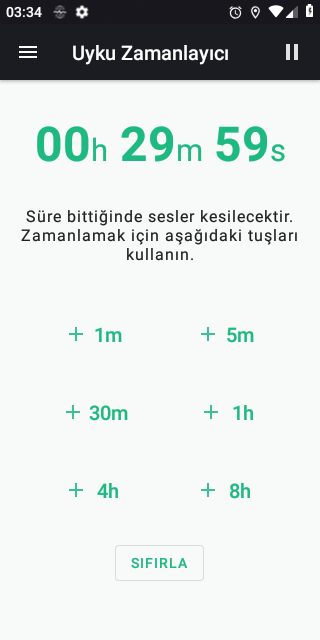 03:34
Uyku Zamanlayıcı
00h 29m 59s
Süre bittiğinde sesler kesilecektir.
Zamanlamak için aşağıdaki tuşları
kullanın.
+ 1m + 5m
+ 30m + 1h
+ 4h + 8h
SIFIRLA